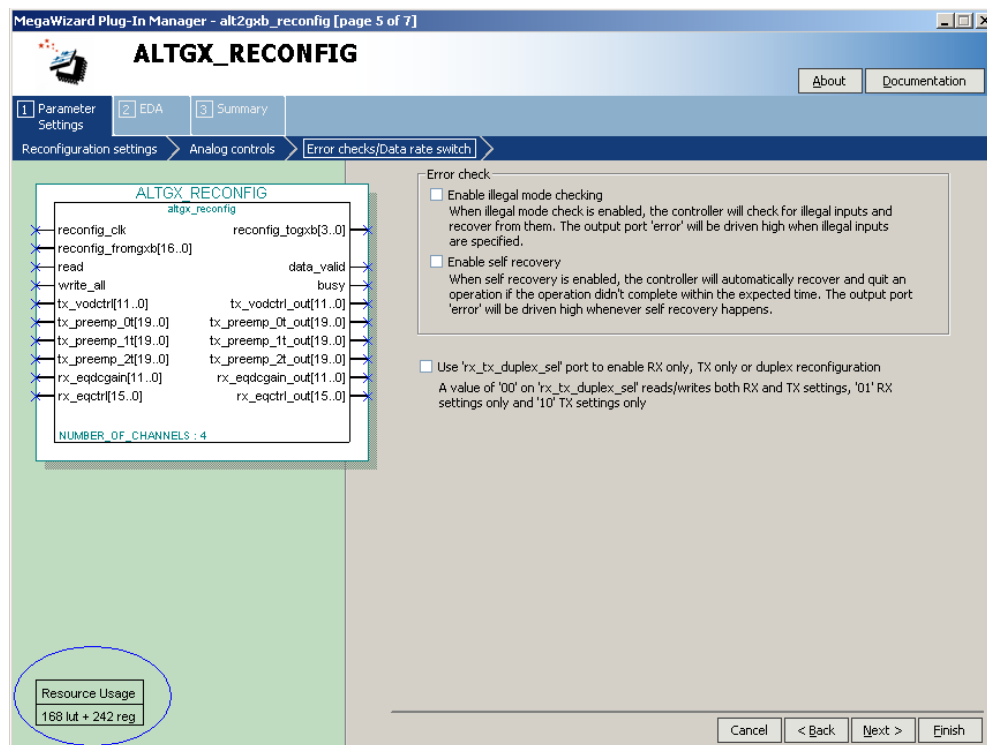 MegaWizard Plug-In Manager - alt2gxb_reconfig [page 5 of 7]
ALTGX_RECONFIG
About
Documentation
1 Parameter Settings
2 EDA
3 Summary
Reconfiguration settings
Analog controls
Error checks/Data rate switch
ALTGX_RECONFIG
altgx_reconfig
reconfig_clk
reconfig_togxb[3..0]
reconfig_fromgxb[16..0]
read
data_valid
write_all
busy
tx_vodctrl[11..0]
tx_vodctrl_out[11..0]
tx_preemp_0t[19..0]
tx_preemp_0t_out[19..0]
tx_preemp_1t[19..0]
tx_preemp_1t_out[19..0]
tx_preemp_2t[19..0]
tx_preemp_2t_out[19..0]
rx_eqdcgain[11..0]
rx_eqdcgain_out[11..0]
rx_eqctrl[15..0]
rx_eqctrl_out[15..0]
NUMBER_OF_CHANNELS : 4
Error check
Enable illegal mode checking
When illegal mode check is enabled, the controller will check for illegal inputs and
recover from them. The output port 'error' will be driven high when illegal inputs
are specified.
Enable self recovery
When self recovery is enabled, the controller will automatically recover and quit an
operation if the operation didn't complete within the expected time. The output port
'error' will be driven high whenever self recovery happens.
Use 'rx_tx_duplex_sel' port to enable RX only, TX only or duplex reconfiguration
A value of '00' on 'rx_tx_duplex_sel' reads/writes both RX and TX settings, '01' RX
settings only and '10' TX settings only
Resource Usage
168 lut + 242 reg
Cancel
< Back
Next >
Finish